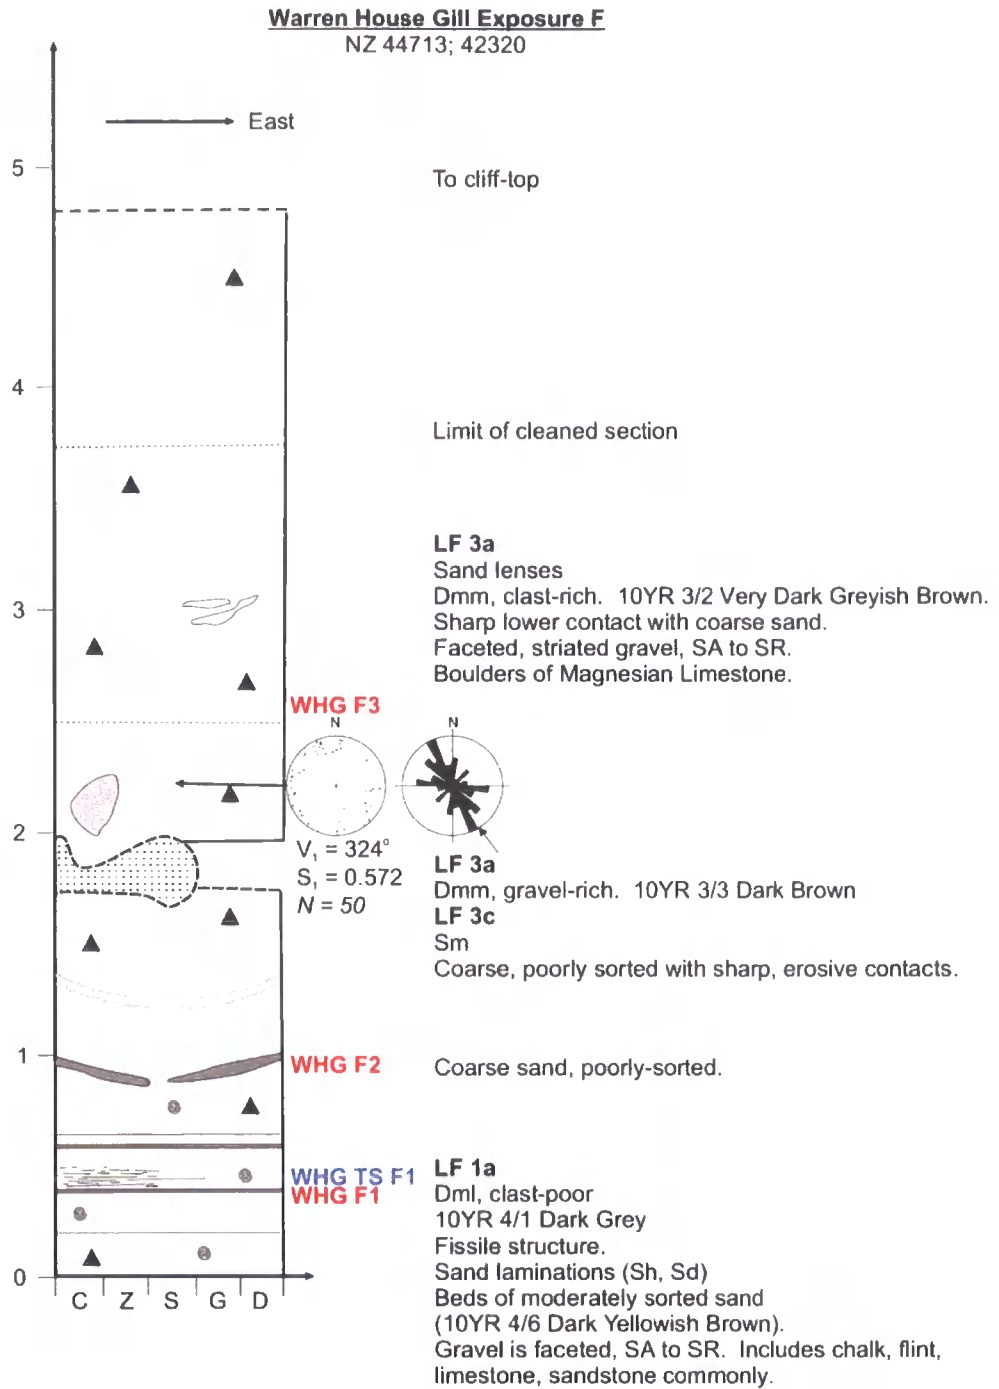 Warren House Gill Exposure F
NZ 44713; 42320
East
5
To cliff-top
4
Limit of cleaned section
LF 3a
Sand lenses
Dmm, clast-rich. 10YR 3/2 Very Dark Greyish Brown.
Sharp lower contact with coarse sand.
Faceted, striated gravel, SA to SR.
Boulders of Magnesian Limestone.
3
WHG F3
N
N
2
V₁ = 324°
S₁ = 0.572
N = 50
LF 3a
Dmm, gravel-rich. 10YR 3/3 Dark Brown
LF 3c
Sm
Coarse, poorly sorted with sharp, erosive contacts.
1
WHG F2
Coarse sand, poorly-sorted.
WHG TS F1
WHG F1
LF 1a
Dml, clast-poor
10YR 4/1 Dark Grey
Fissile structure.
Sand laminations (Sh, Sd)
Beds of moderately sorted sand
(10YR 4/6 Dark Yellowish Brown).
Gravel is faceted, SA to SR. Includes chalk, flint,
limestone, sandstone commonly.
0
C Z S G D